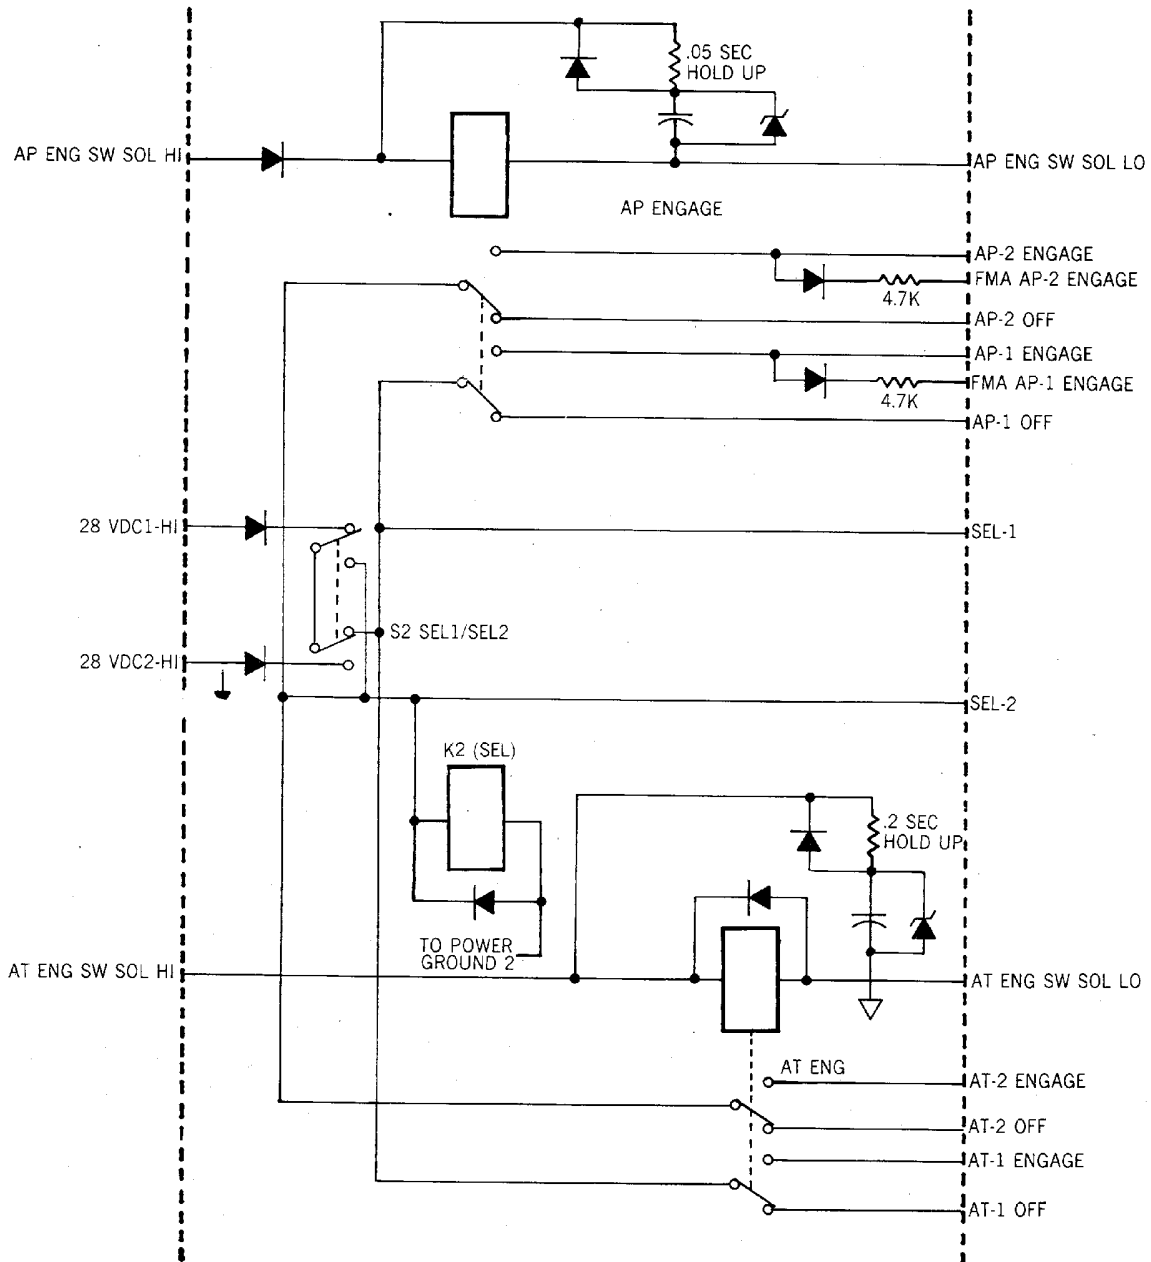 .05 SEC
HOLD UP
AP ENG SW SOL HI
AP ENG SW SOL LO
AP ENGAGE
AP-2 ENGAGE
FMA AP-2 ENGAGE
4.7K
AP-2 OFF
AP-1 ENGAGE
FMA AP-1 ENGAGE
4.7K
AP-1 OFF
28 VDC1-HI
SEL-1
S2 SEL1/SEL2
28 VDC2-HI
SEL-2
K2 (SEL)
.2 SEC
HOLD UP
TO POWER
GROUND 2
AT ENG SW SOL HI
AT ENG SW SOL LO
AT ENG
AT-2 ENGAGE
AT-2 OFF
AT-1 ENGAGE
AT-1 OFF